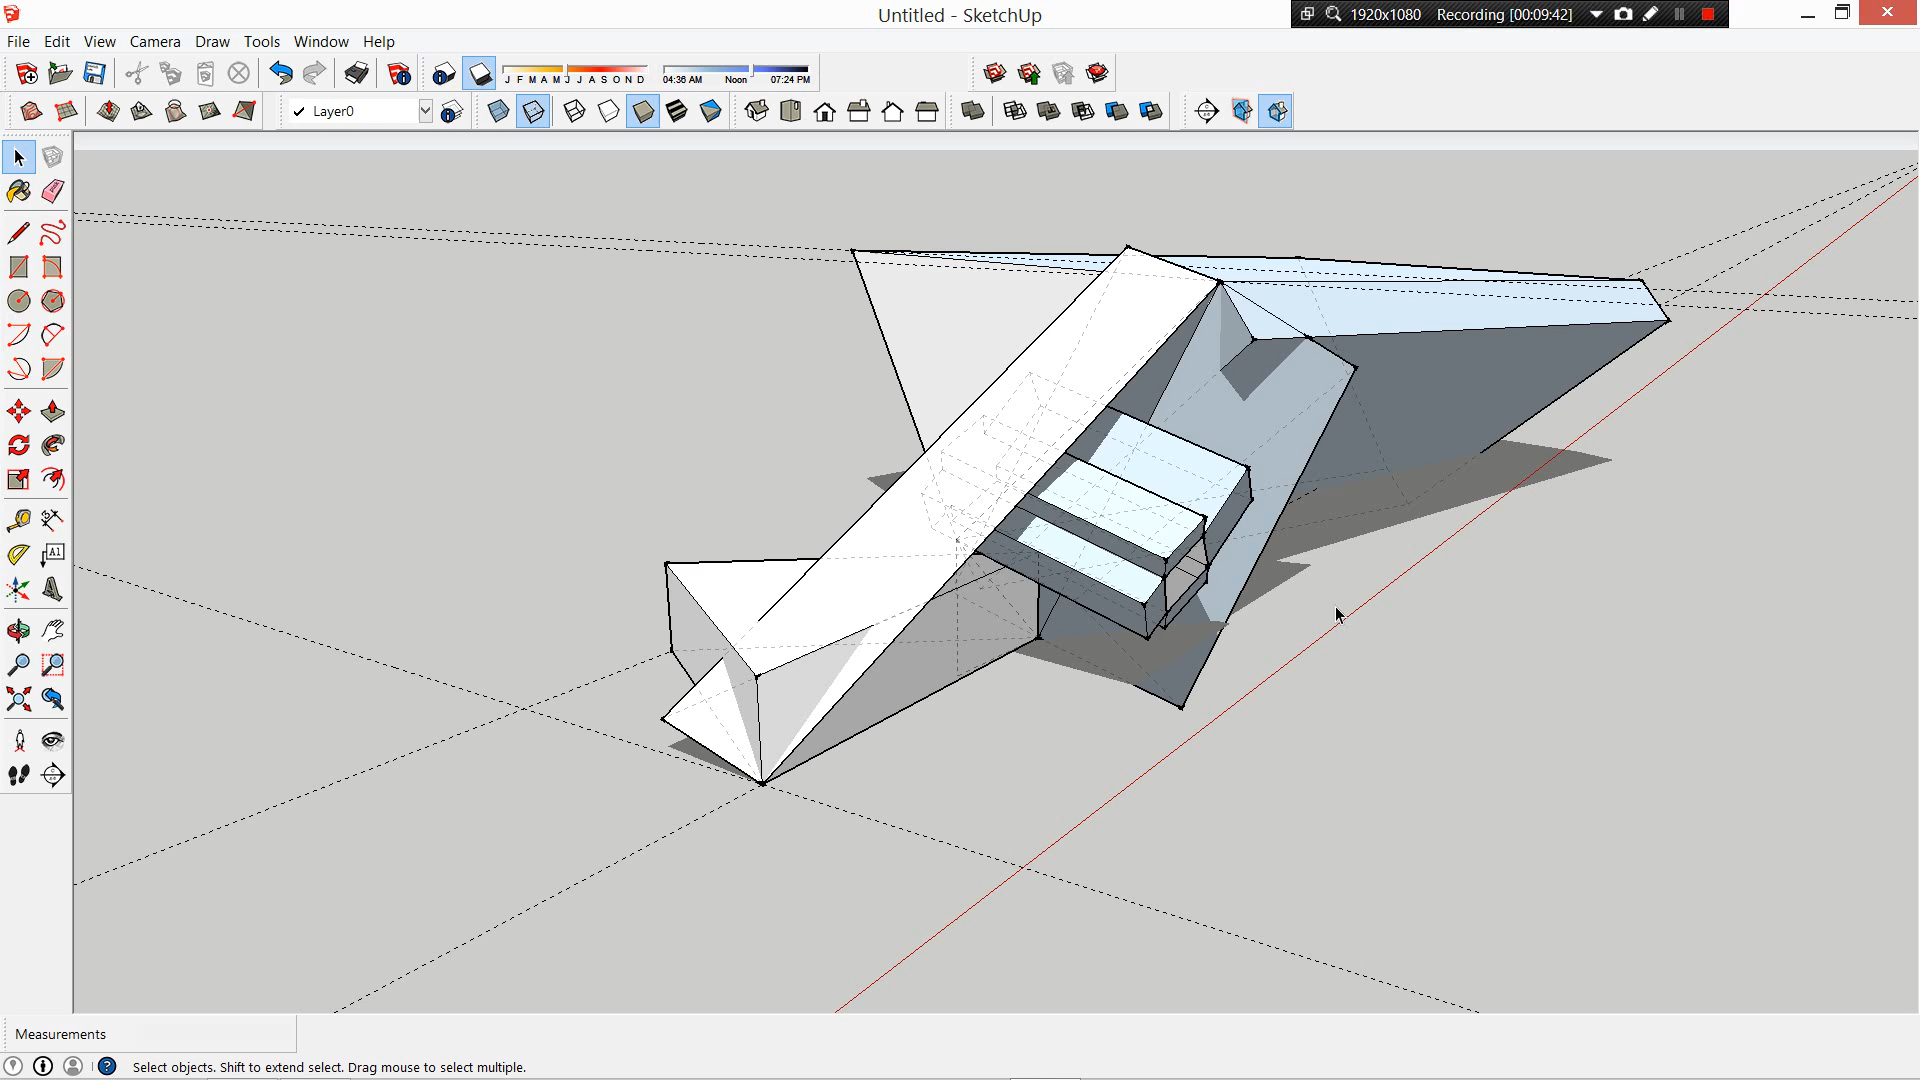 Untitled - SketchUp
1920x1080 Recording [00:09:42]
File Edit View Camera Draw Tools Window Help
J F M A M J J A S O N D
04:36 AM Noon 07:24 PM
Layer0
A1
Measurements
Select objects. Shift to extend select. Drag mouse to select multiple.